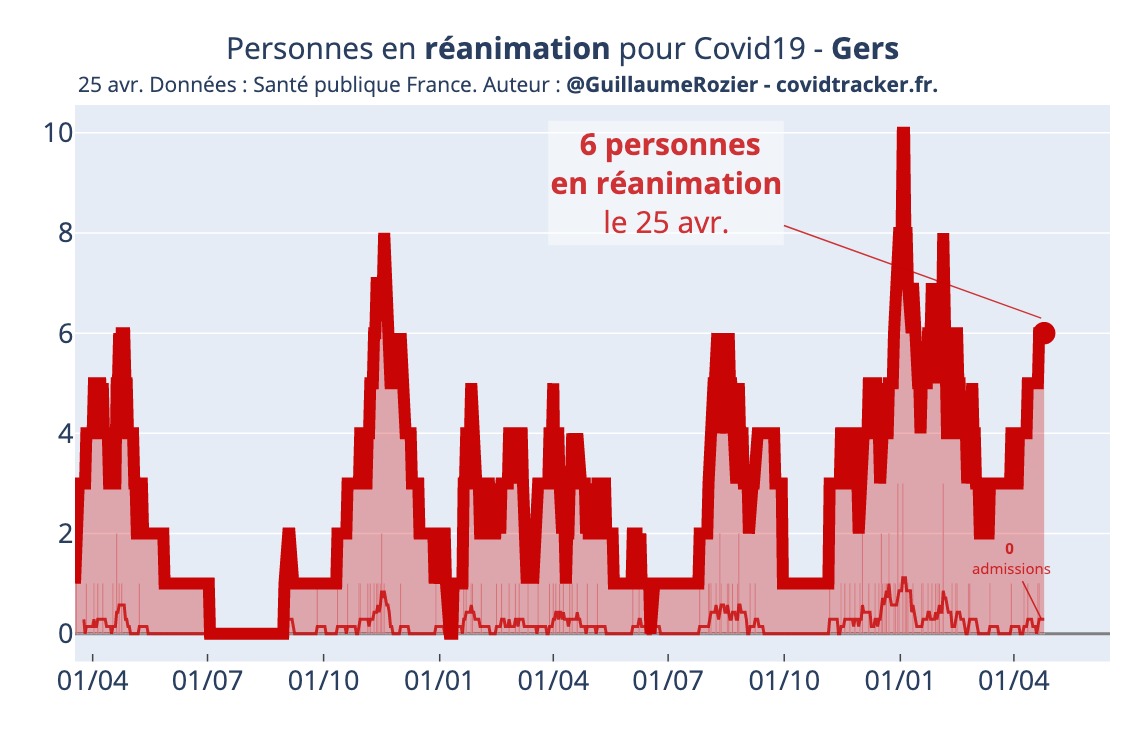 Personnes en réanimation pour Covid19 - Gers
25 avr. Données : Santé publique France. Auteur : @GuillaumeRozier - covidtracker.fr.
10
6 personnes
en réanimation
le 25 avr.
8
6
4
2
0
admissions
0
01/04 01/07 01/10 01/01 01/04 01/07 01/10 01/01 01/04